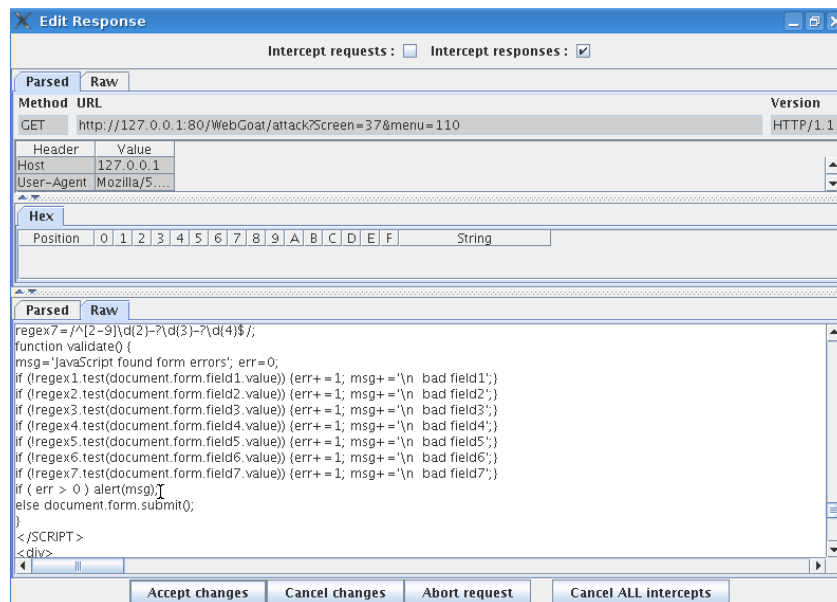 Edit Response
Intercept requests : Intercept responses :
Parsed Raw
Method URL Version
GET http://127.0.0.1:80/WebGoat/attack?Screen=37&menu=110 HTTP/1.1
Header Value
Host 127.0.0.1
User-Agent Mozilla/5....
Hex
Position 0 1 2 3 4 5 6 7 8 9 A B C D E F String
Parsed Raw
regex7=/^[2-9]\d{2}-?\d{3}-?\d{4}$/;
function validate() {
msg='JavaScript found form errors'; err=0;
if (!regex1.test(document.form.field1.value)) {err+=1; msg+='\n  bad field1';}
if (!regex2.test(document.form.field2.value)) {err+=1; msg+='\n  bad field2';}
if (!regex3.test(document.form.field3.value)) {err+=1; msg+='\n  bad field3';}
if (!regex4.test(document.form.field4.value)) {err+=1; msg+='\n  bad field4';}
if (!regex5.test(document.form.field5.value)) {err+=1; msg+='\n  bad field5';}
if (!regex6.test(document.form.field6.value)) {err+=1; msg+='\n  bad field6';}
if (!regex7.test(document.form.field7.value)) {err+=1; msg+='\n  bad field7';}
if ( err > 0 ) alert(msg);
else document.form.submit();
}
</SCRIPT>
<div>
Accept changes Cancel changes Abort request Cancel ALL intercepts